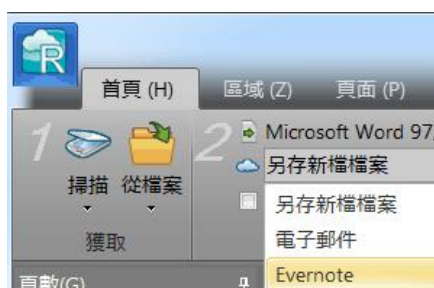 R
首頁 (H) 區域 (Z) 頁面 (P)
1 2 Microsoft Word 97
另存新檔檔案
掃描 從檔案
另存新檔檔案
電子郵件
獲取
Evernote
頁數(G)